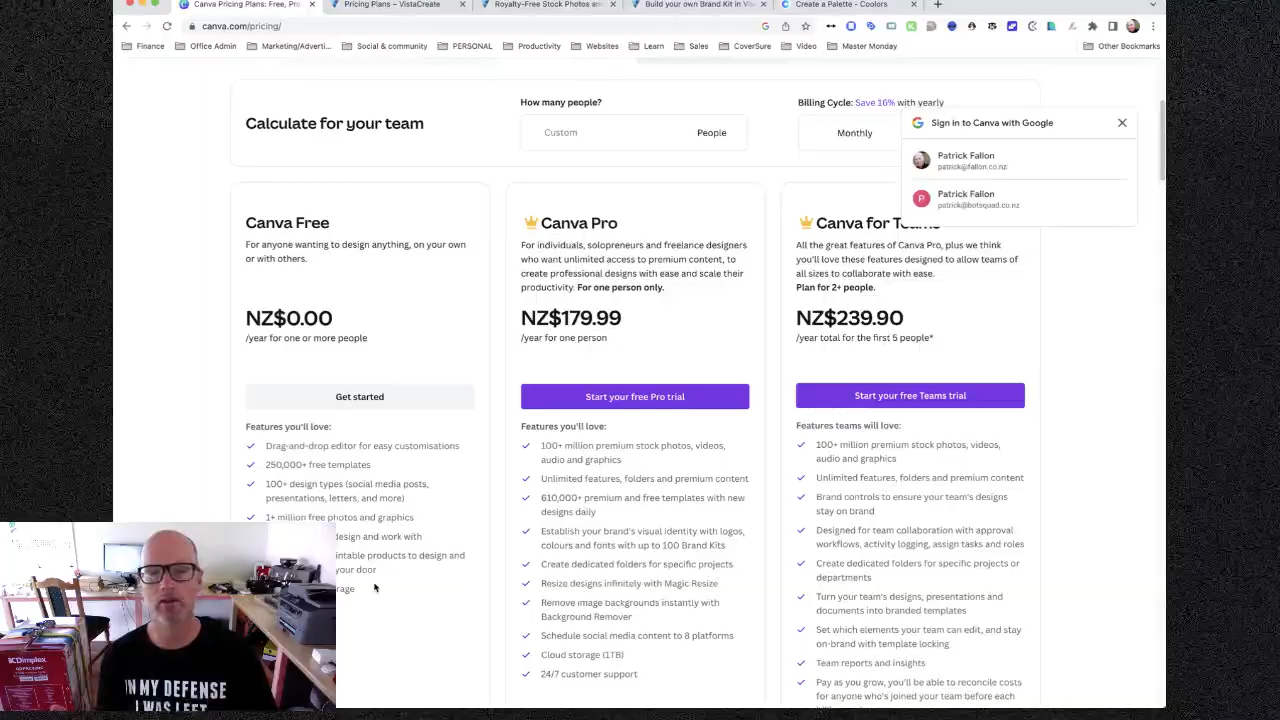 Canva Pricing Plans: Free, Pro
Pricing Plans – VistaCreate
Royalty-Free Stock Photos and
Build your own Brand Kit in Vis
Create a Palette - Coolors
canva.com/pricing/
Finance
Office Admin
Marketing/Adverti...
Social & community
PERSONAL
Productivity
Websites
Learn
Sales
CoverSure
Video
Master Monday
Other Bookmarks
Calculate for your team
How many people?
Custom
People
Billing Cycle: Save 16% with yearly
Monthly
Sign in to Canva with Google
Patrick Fallon
patrick@fallon.co.nz
Patrick Fallon
patrick@botsquad.co.nz
Canva Free
For anyone wanting to design anything, on your own
or with others.
NZ$0.00
/year for one or more people
Get started
Features you'll love:
Drag-and-drop editor for easy customisations
250,000+ free templates
100+ design types (social media posts,
presentations, letters, and more)
1+ million free photos and graphics
design and work with
intable products to design and
your door
rage
Canva Pro
For individuals, solopreneurs and freelance designers
who want unlimited access to premium content, to
create professional designs with ease and scale their
productivity. For one person only.
NZ$179.99
/year for one person
Start your free Pro trial
Features you'll love:
100+ million premium stock photos, videos,
audio and graphics
Unlimited features, folders and premium content
610,000+ premium and free templates with new
designs daily
Establish your brand's visual identity with logos,
colours and fonts with up to 100 Brand Kits
Create dedicated folders for specific projects
Resize designs infinitely with Magic Resize
Remove image backgrounds instantly with
Background Remover
Schedule social media content to 8 platforms
Cloud storage (1TB)
24/7 customer support
Canva for Teams
All the great features of Canva Pro, plus we think
you'll love these features designed to allow teams of
all sizes to collaborate with ease.
Plan for 2+ people.
NZ$239.90
/year total for the first 5 people*
Start your free Teams trial
Features teams will love:
100+ million premium stock photos, videos,
audio and graphics
Unlimited features, folders and premium content
Brand controls to ensure your team's designs
stay on brand
Designed for team collaboration with approval
workflows, activity logging, assign tasks and roles
Create dedicated folders for specific projects or
departments
Turn your team's designs, presentations and
documents into branded templates
Set which elements your team can edit, and stay
on-brand with template locking
Team reports and insights
Pay as you grow, you'll be able to reconcile costs
for anyone who's joined your team before each
Dimplex
IN MY DEFENSE
I WAS LEFT